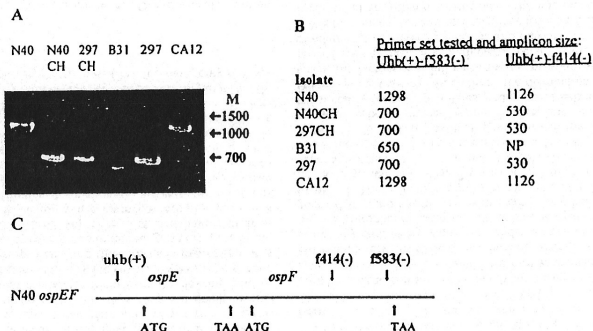 A
N40 N40 297 B31 297 CA12
CH CH
M
←1500
←1000
←700
B
Primer set tested and amplicon size:
Uhb(+)-f583(-) Uhb(+)-f414(-)
Isolate
N40 1298 1126
N40CH 700 530
297CH 700 530
B31 650 NP
297 700 530
CA12 1298 1126
C
uhb(+) f414(-) f583(-)
ospE ospF
N40 ospEF
ATG TAA ATG TAA